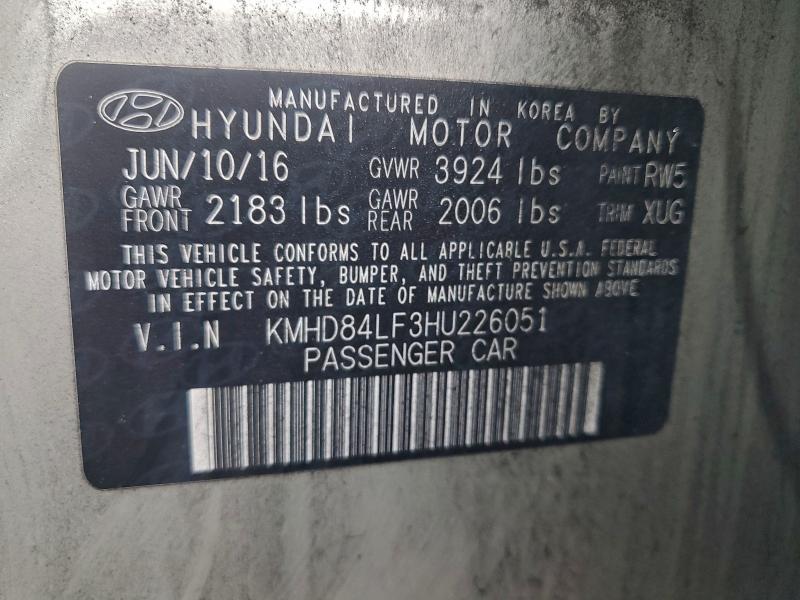 MANUFACTURED IN KOREA BY
HYUNDAI MOTOR COMPANY
JUN/10/16 GVWR 3924 lbs PAINT RW5
GAWR FRONT 2183 lbs GAWR REAR 2006 lbs TRIM XUG
THIS VEHICLE CONFORMS TO ALL APPLICABLE U.S.A. FEDERAL
MOTOR VEHICLE SAFETY, BUMPER, AND THEFT PREVENTION STANDARDS
IN EFFECT ON THE DATE OF MANUFACTURE SHOWN ABOVE.
V.I.N KMHD84LF3HU226051
PASSENGER CAR